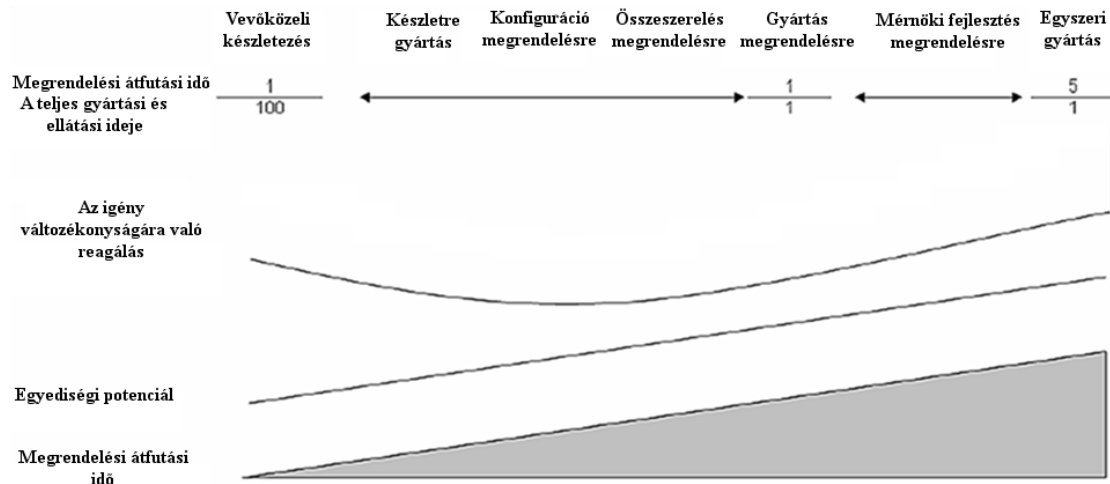 Vevőközeli
készletezés
Készletre
gyártás
Konfiguráció
megrendelésre
Összeszerelés
megrendelésre
Gyártás
megrendelésre
Mérnöki fejlesztés
megrendelésre
Egyszeri
gyártás
Megrendelési átfutási idő
A teljes gyártási és
ellátási ideje
1
100
1
1
5
1
Az igény
változékonyságára való
reagálás
Egyediségi potenciál
Megrendelési átfutási
idő